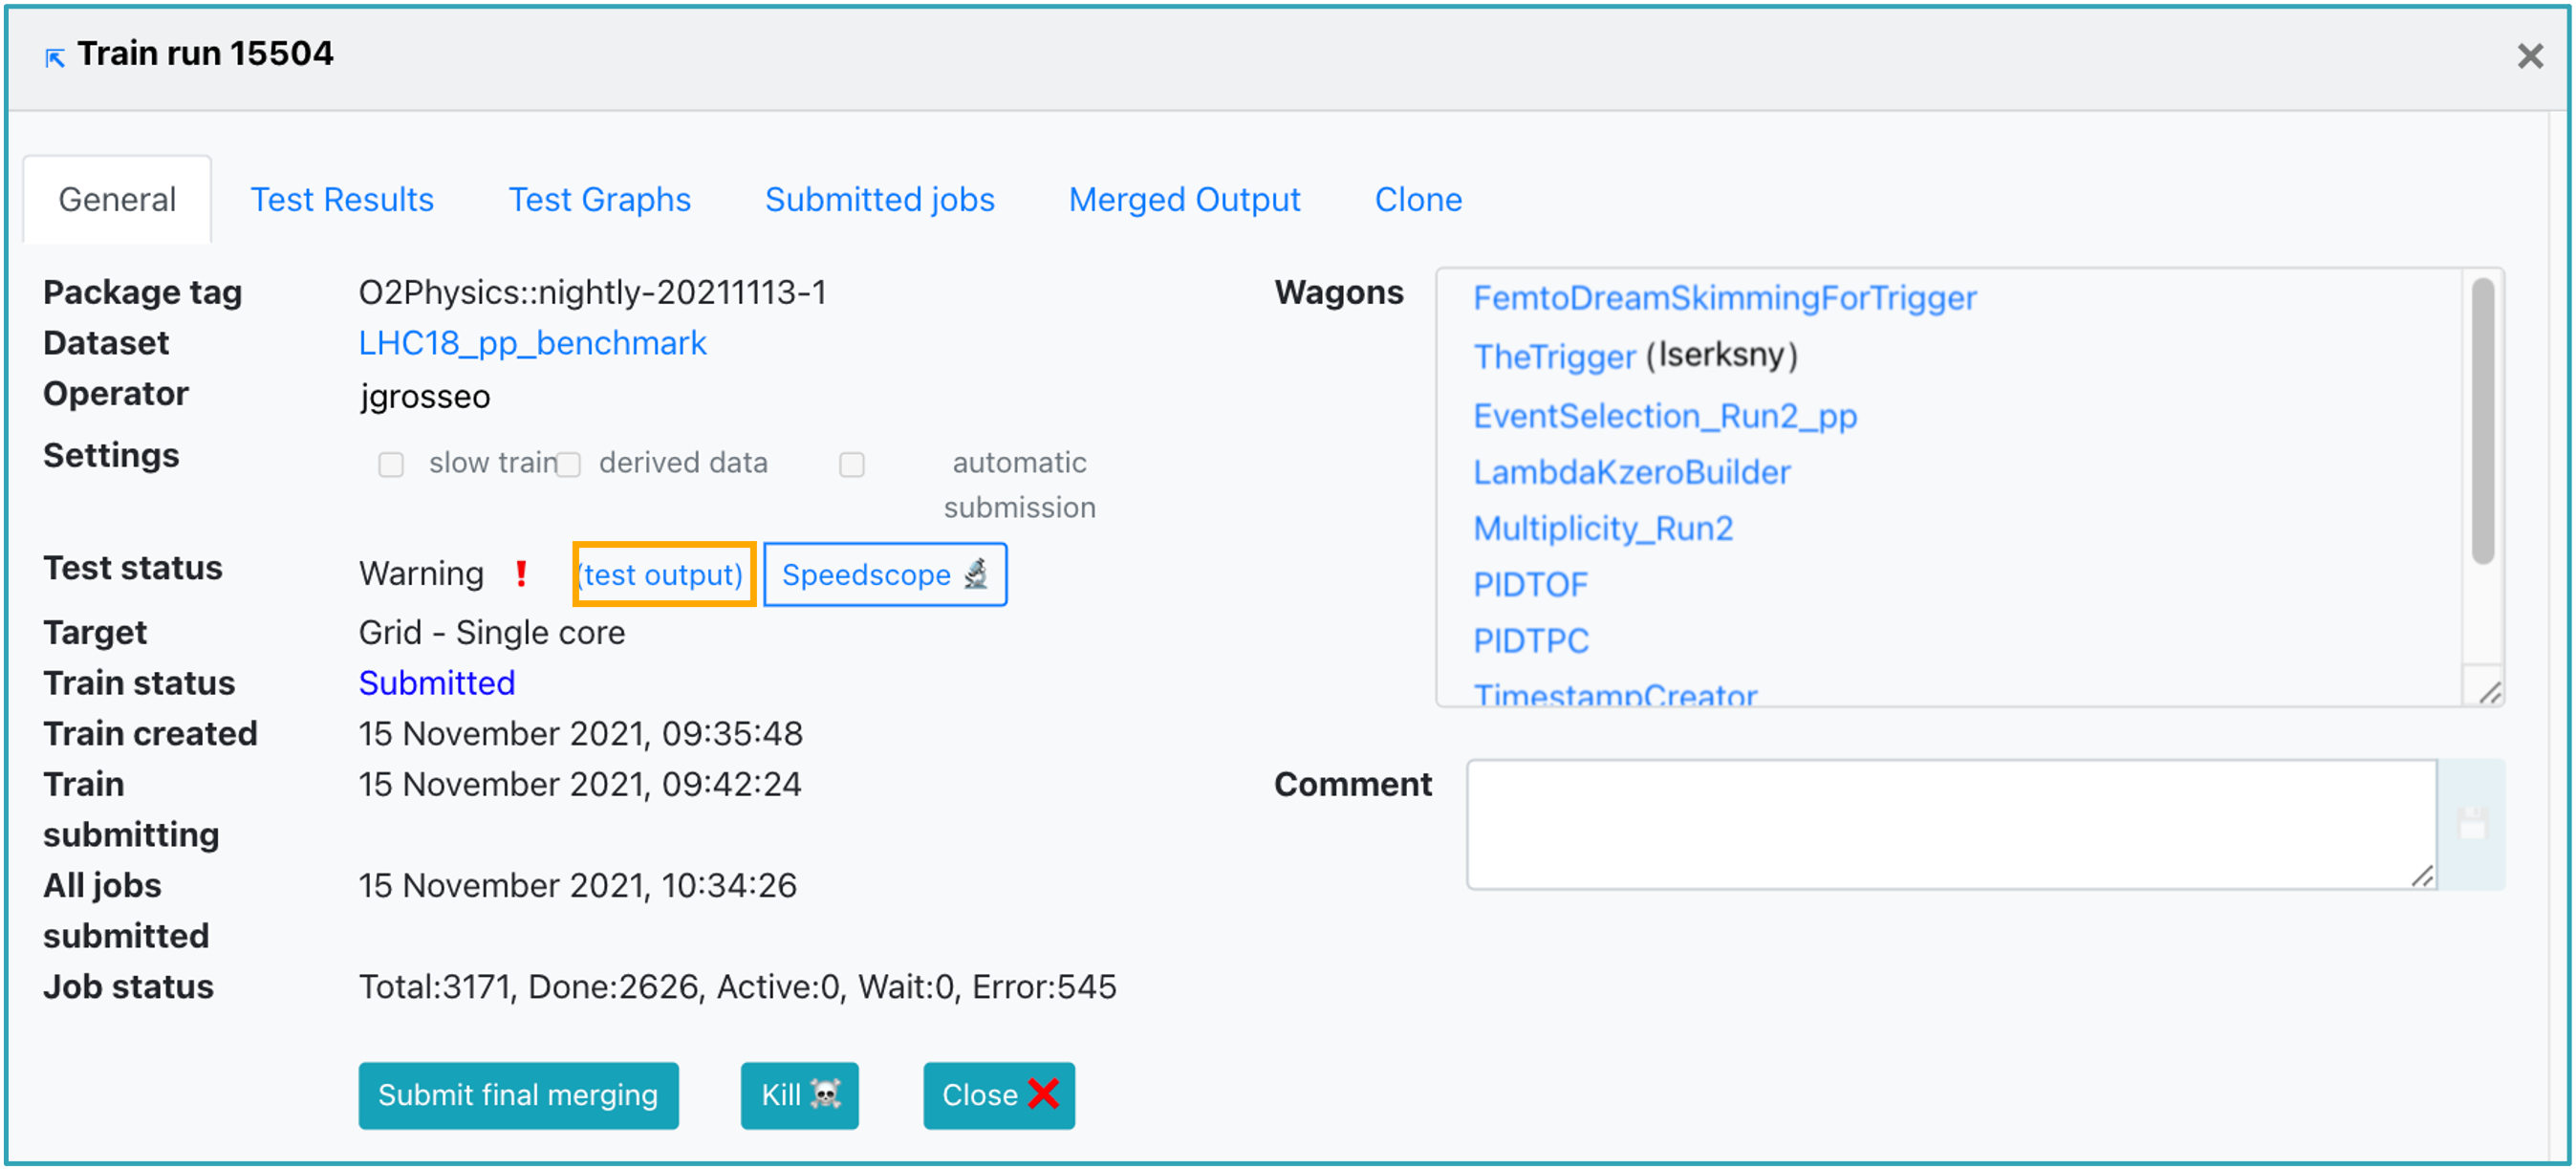 Train run 15504
General Test Results Test Graphs Submitted jobs Merged Output Clone
Package tag O2Physics::nightly-20211113-1
Dataset LHC18_pp_benchmark
Operator jgrosseo
Settings slow train derived data automatic
submission
Test status Warning (test output) Speedscope
Target Grid - Single core
Train status Submitted
Train created 15 November 2021, 09:35:48
Train 15 November 2021, 09:42:24
submitting
All jobs 15 November 2021, 10:34:26
submitted
Job status Total:3171, Done:2626, Active:0, Wait:0, Error:545
Submit final merging Kill Close
Wagons
FemtoDreamSkimmingForTrigger
TheTrigger (lserksny)
EventSelection_Run2_pp
LambdaKzeroBuilder
Multiplicity_Run2
PIDTOF
PIDTPC
TimestampCreator
Comment